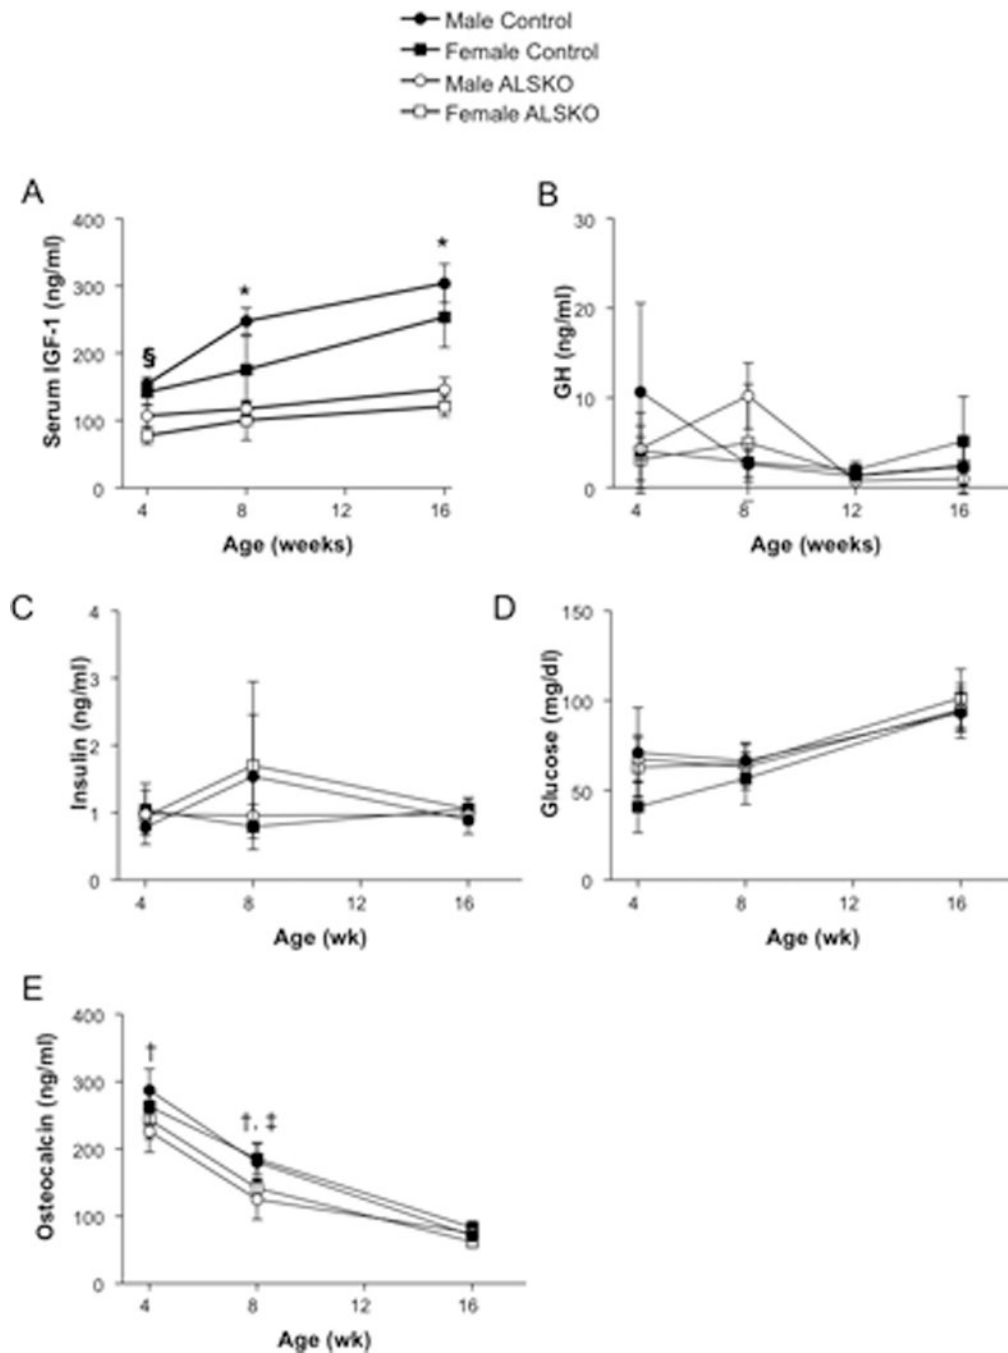 Male Control
Female Control
Male ALSKO
Female ALSKO
A
400
300
200
100
0
Serum IGF-1 (ng/ml)
*
*
§
4
8
12
16
Age (weeks)
B
30
20
10
0
GH (ng/ml)
4
8
12
16
Age (weeks)
C
4
3
2
1
0
Insulin (ng/ml)
4
8
12
16
Age (wk)
D
150
100
50
0
Glucose (mg/dl)
4
8
12
16
Age (wk)
E
400
300
200
100
0
Osteocalcin (ng/ml)
†
†, ‡
4
8
12
16
Age (wk)